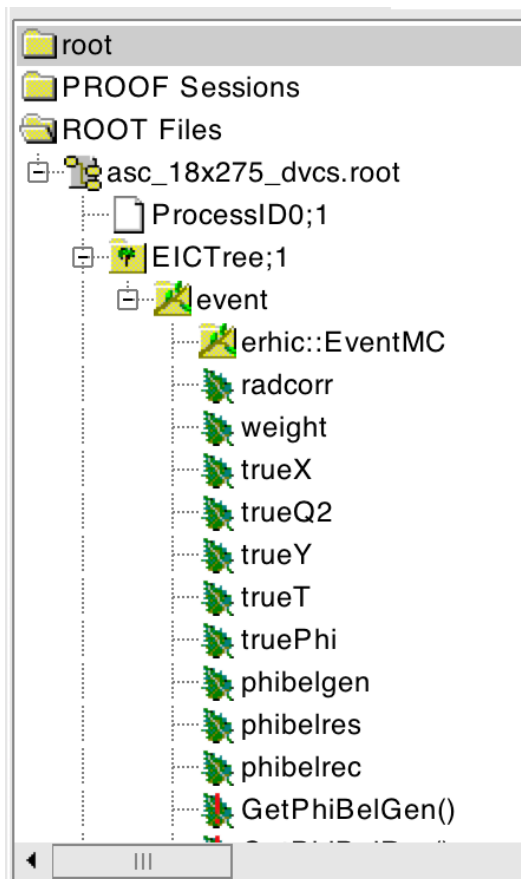 root
PROOF Sessions
ROOT Files
asc_18x275_dvcs.root
ProcessID0;1
EICTree;1
event
erhic::EventMC
radcorr
weight
trueX
trueQ2
trueY
trueT
truePhi
phibelgen
phibelres
phibelrec
GetPhiBelGen()